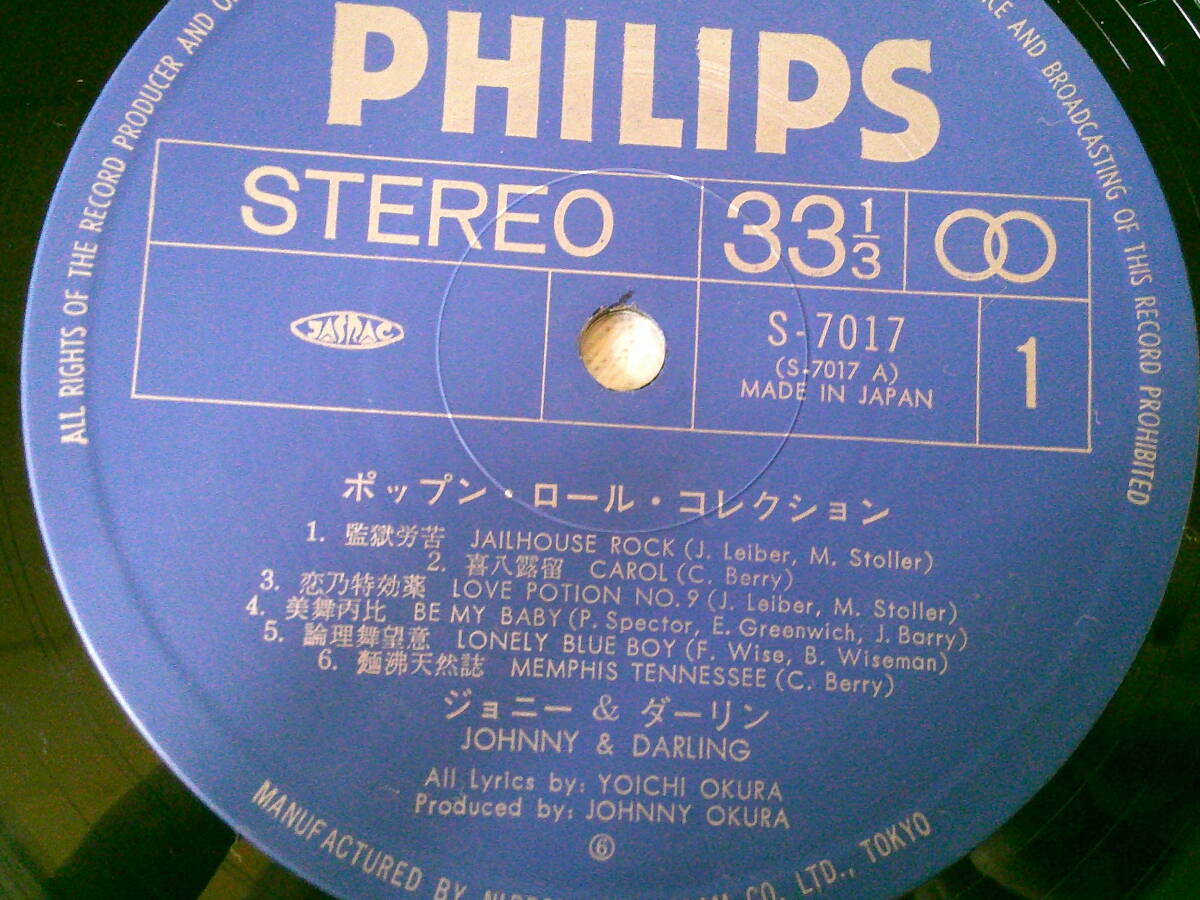 PHILIPS
STEREO
33 1/3
JASRAC
S-7017
(S-7017 A)
MADE IN JAPAN
1
ポップン・ロール・コレクション
1. 監獄労苦 JAILHOUSE ROCK (J. Leiber, M. Stoller)
2. 喜八露留 CAROL (C. Berry)
3. 恋乃特効薬 LOVE POTION NO. 9 (J. Leiber, M. Stoller)
4. 美舞丙比 BE MY BABY (P. Spector, E. Greenwich, J. Barry)
5. 論理舞望意 LONELY BLUE BOY (F. Wise, B. Wiseman)
6. 麺沸天然誌 MEMPHIS TENNESSEE (C. Berry)
ジョニー & ダーリン
JOHNNY & DARLING
All Lyrics by: YOICHI OKURA
Produced by: JOHNNY OKURA
⑥
ALL RIGHTS OF THE RECORD PRODUCER AND
AND BROADCASTING OF THIS RECORD PROHIBITED
MANUFACTURED BY CO. LTD., TOKYO